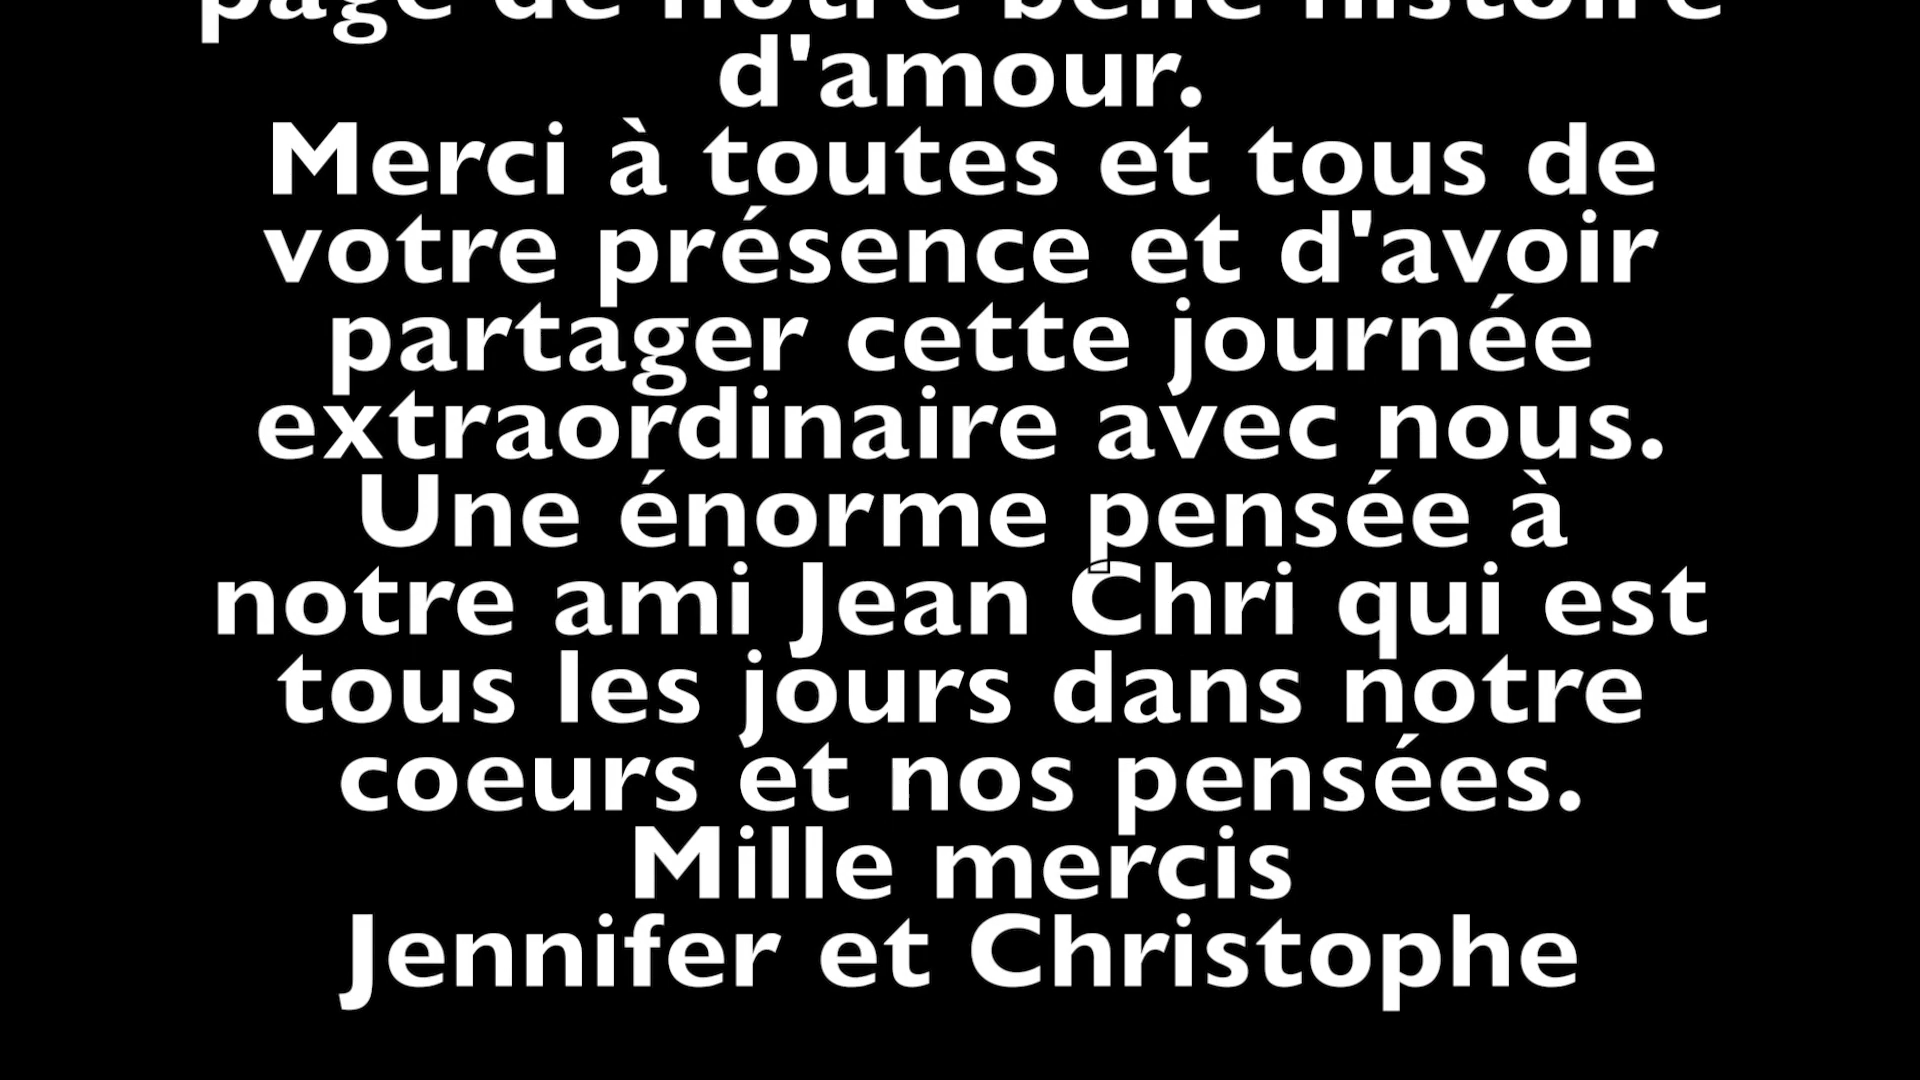 page de notre belle histoire
d'amour.
Merci à toutes et tous de
votre présence et d'avoir
partager cette journée
extraordinaire avec nous.
Une énorme pensée à
notre ami Jean Chri qui est
tous les jours dans notre
coeurs et nos pensées.
Mille mercis
Jennifer et Christophe